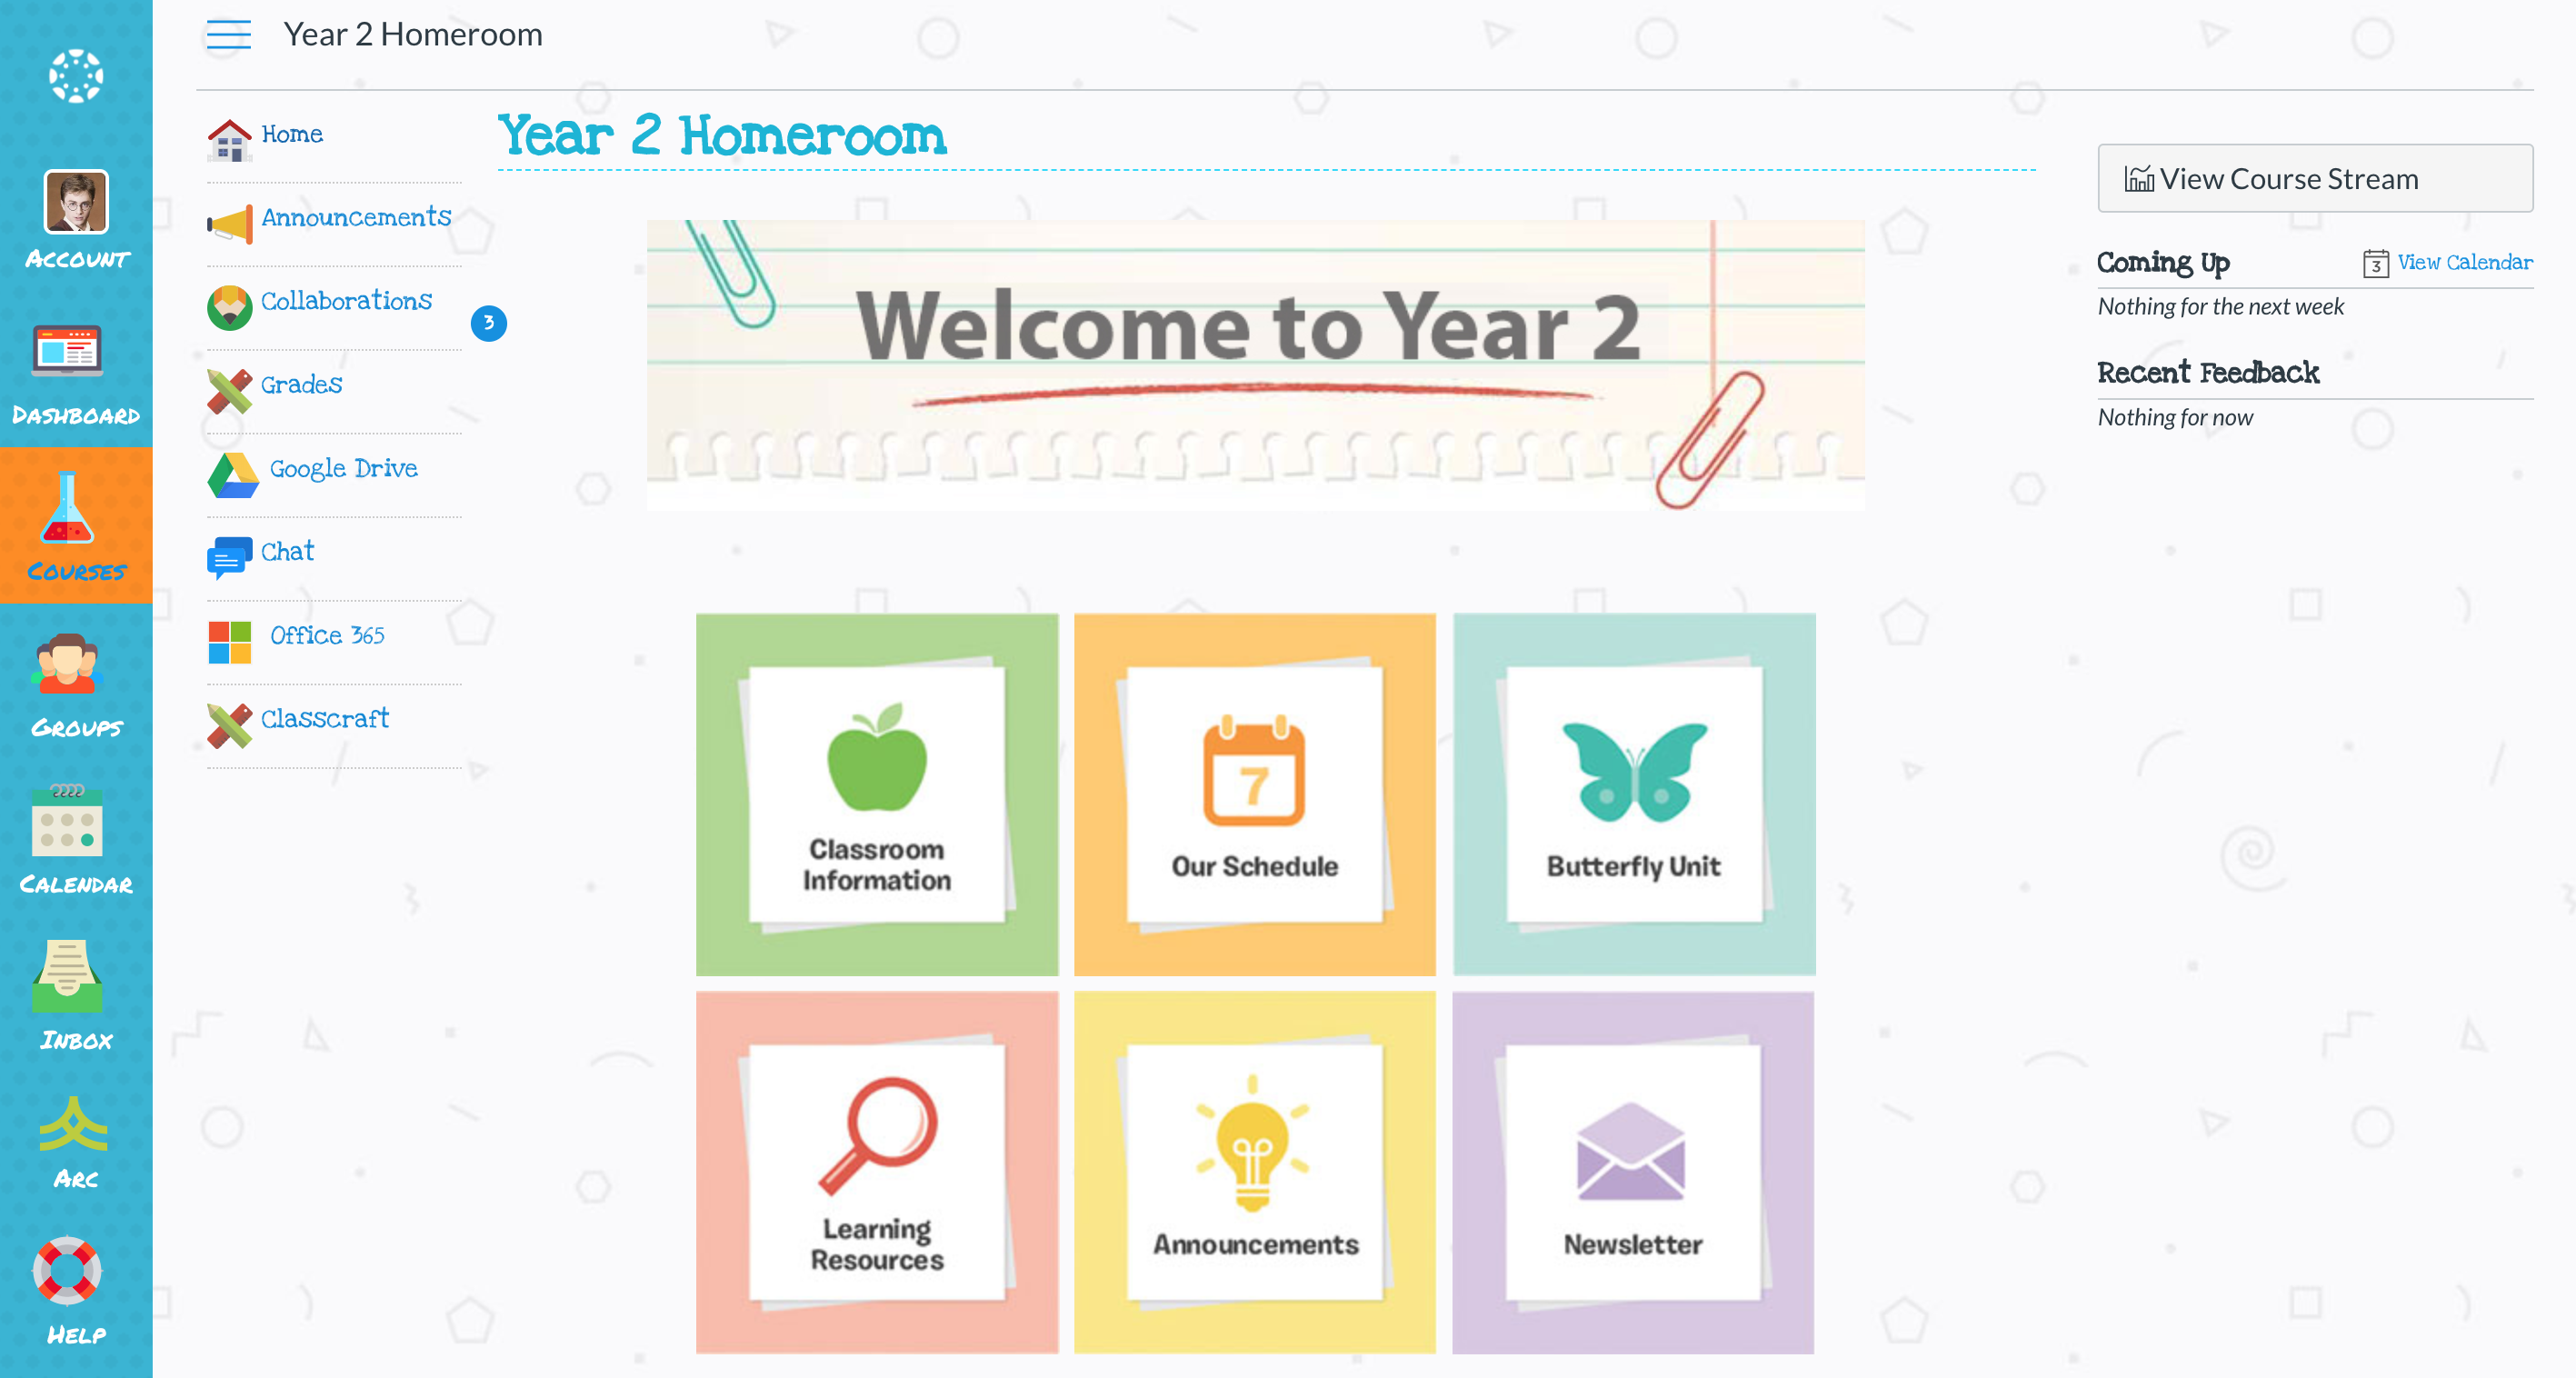 Year 2 Homeroom
Account
Dashboard
Courses
Groups
Calendar
Inbox
Arc
Help
Home
Announcements
Collaborations
3
Grades
Google Drive
Chat
Office 365
Classcraft
Year 2 Homeroom
Welcome to Year 2
Classroom
Information
7
Our Schedule
Butterfly Unit
Learning
Resources
Announcements
Newsletter
View Course Stream
Coming Up
3 View Calendar
Nothing for the next week
Recent Feedback
Nothing for now